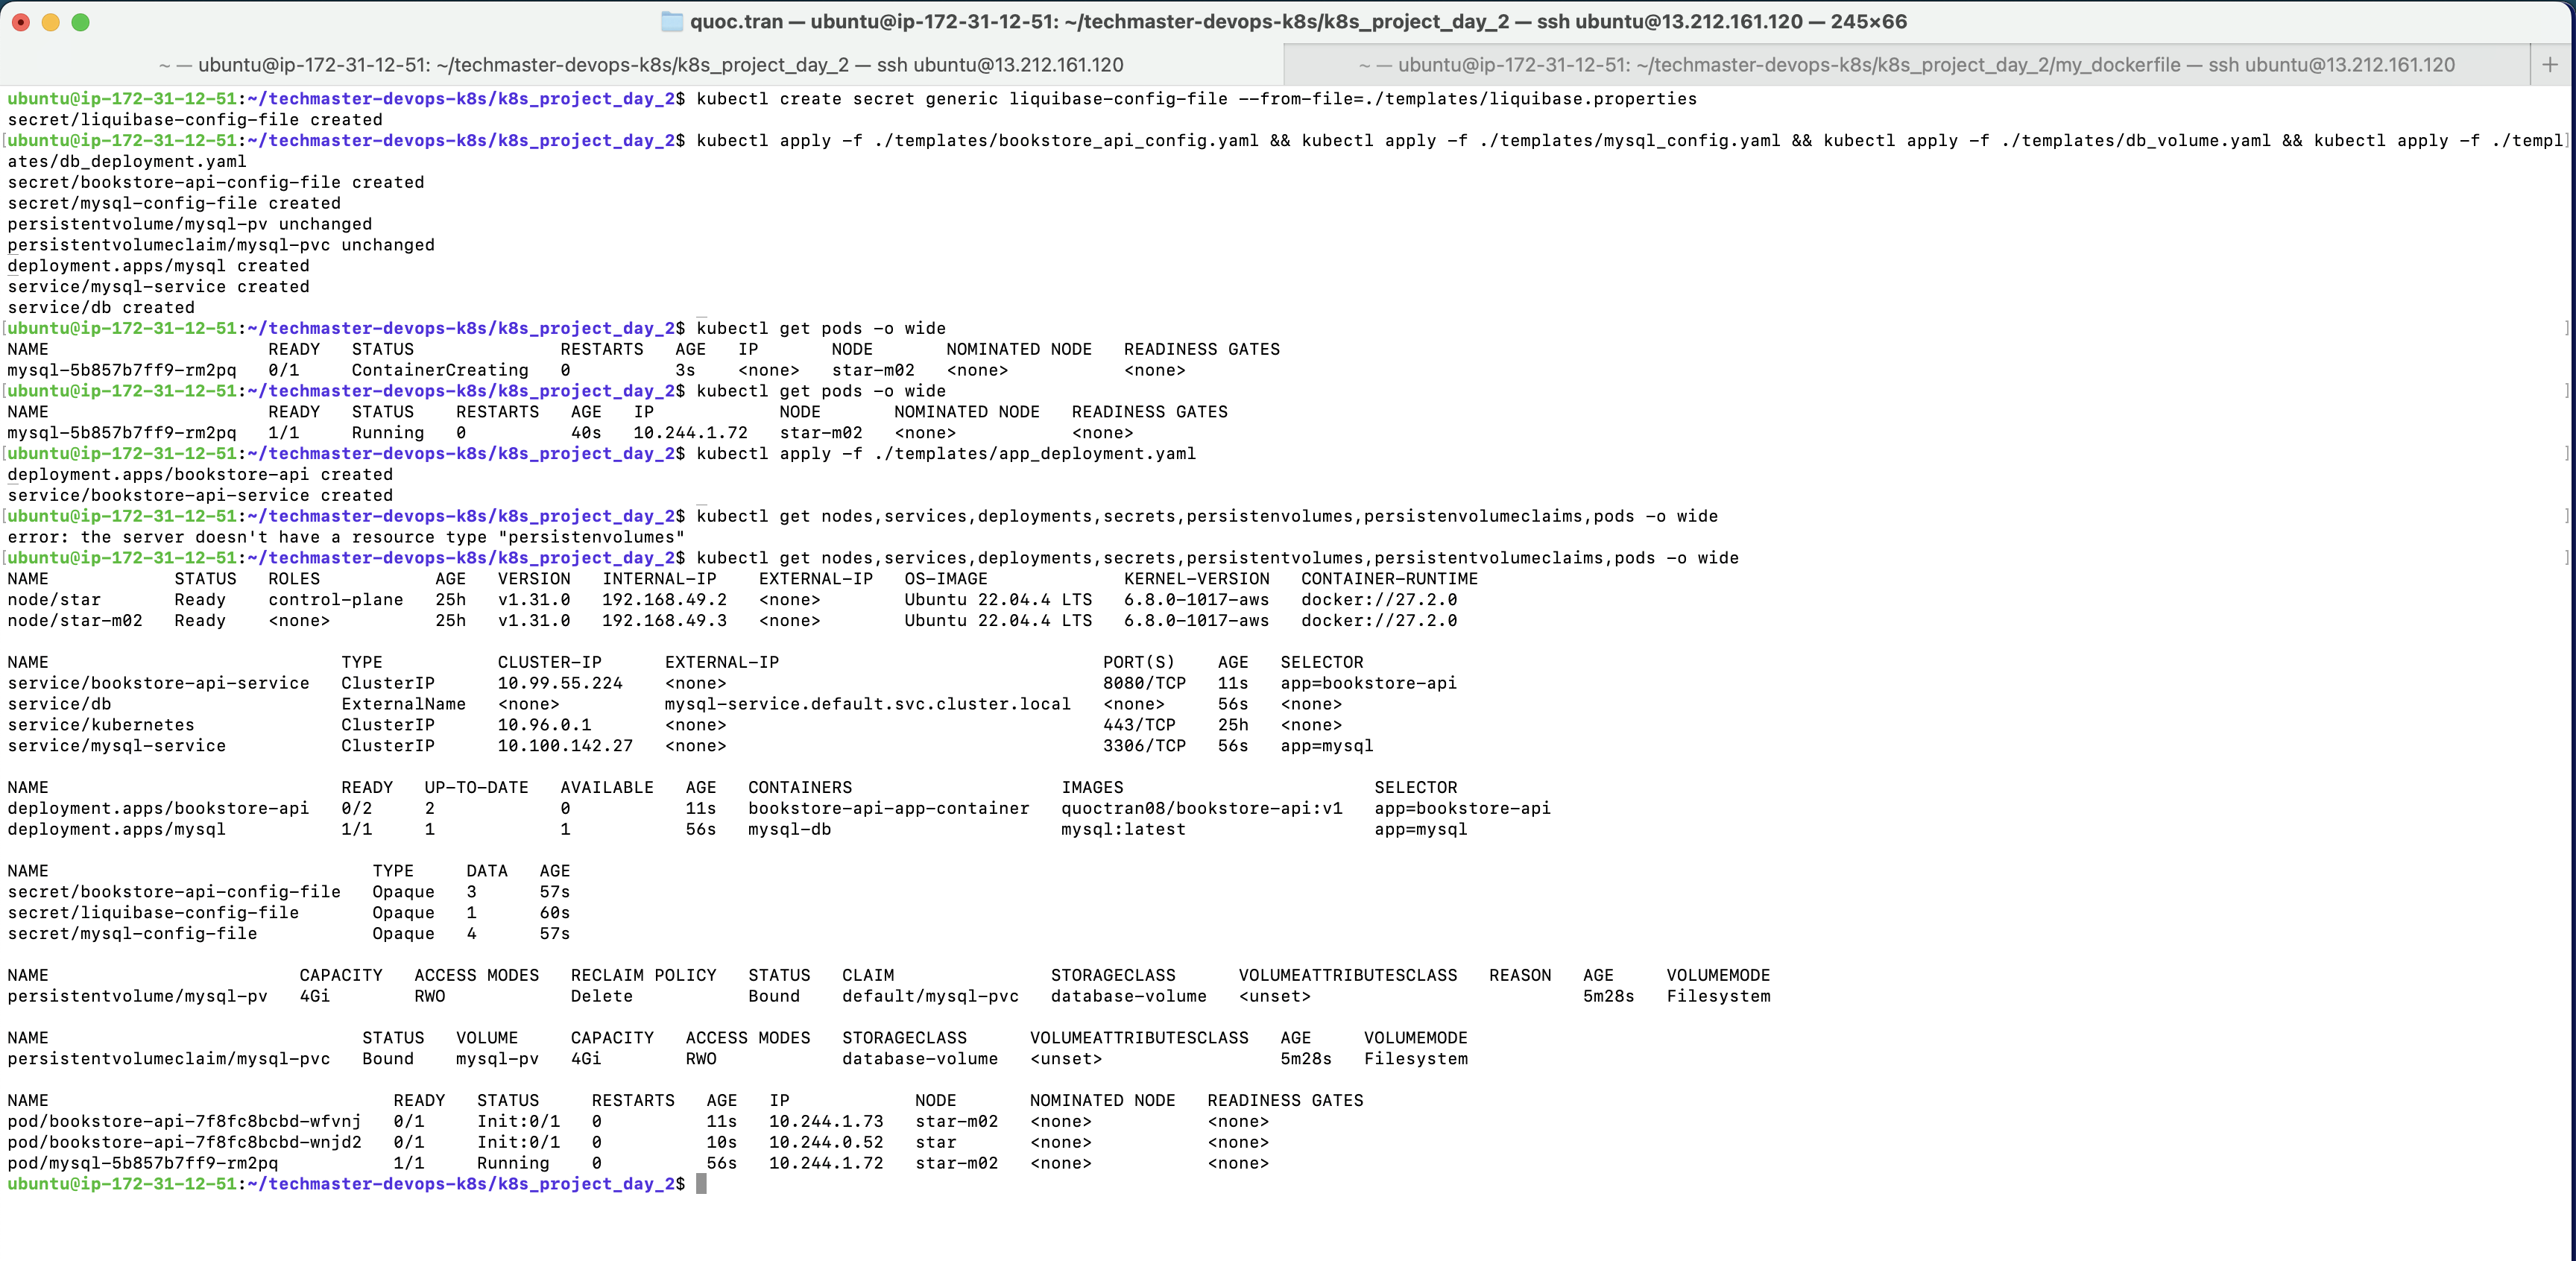 quoc.tran — ubuntu@ip-172-31-12-51: ~/techmaster-devops-k8s/k8s_project_day_2 — ssh ubuntu@13.212.161.120 — 245×66
~ — ubuntu@ip-172-31-12-51: ~/techmaster-devops-k8s/k8s_project_day_2 — ssh ubuntu@13.212.161.120
~ — ubuntu@ip-172-31-12-51: ~/techmaster-devops-k8s/k8s_project_day_2/my_dockerfile — ssh ubuntu@13.212.161.120 +
ubuntu@ip-172-31-12-51:~/techmaster-devops-k8s/k8s_project_day_2$ kubectl create secret generic liquibase-config-file --from-file=./templates/liquibase.properties
secret/liquibase-config-file created
[ubuntu@ip-172-31-12-51:~/techmaster-devops-k8s/k8s_project_day_2$ kubectl apply -f ./templates/bookstore_api_config.yaml && kubectl apply -f ./templates/mysql_config.yaml && kubectl apply -f ./templates/db_volume.yaml && kubectl apply -f ./templ]
ates/db_deployment.yaml
secret/bookstore-api-config-file created
secret/mysql-config-file created
persistentvolume/mysql-pv unchanged
persistentvolumeclaim/mysql-pvc unchanged
deployment.apps/mysql created
service/mysql-service created
service/db created
[ubuntu@ip-172-31-12-51:~/techmaster-devops-k8s/k8s_project_day_2$ kubectl get pods -o wide ]
NAME READY STATUS RESTARTS AGE IP NODE NOMINATED NODE READINESS GATES
mysql-5b857b7ff9-rm2pq 0/1 ContainerCreating 0 3s <none> star-m02 <none> <none>
[ubuntu@ip-172-31-12-51:~/techmaster-devops-k8s/k8s_project_day_2$ kubectl get pods -o wide ]
NAME READY STATUS RESTARTS AGE IP NODE NOMINATED NODE READINESS GATES
mysql-5b857b7ff9-rm2pq 1/1 Running 0 40s 10.244.1.72 star-m02 <none> <none>
[ubuntu@ip-172-31-12-51:~/techmaster-devops-k8s/k8s_project_day_2$ kubectl apply -f ./templates/app_deployment.yaml ]
deployment.apps/bookstore-api created
service/bookstore-api-service created
[ubuntu@ip-172-31-12-51:~/techmaster-devops-k8s/k8s_project_day_2$ kubectl get nodes,services,deployments,secrets,persistenvolumes,persistenvolumeclaims,pods -o wide ]
error: the server doesn't have a resource type "persistenvolumes"
[ubuntu@ip-172-31-12-51:~/techmaster-devops-k8s/k8s_project_day_2$ kubectl get nodes,services,deployments,secrets,persistentvolumes,persistentvolumeclaims,pods -o wide ]
NAME STATUS ROLES AGE VERSION INTERNAL-IP EXTERNAL-IP OS-IMAGE KERNEL-VERSION CONTAINER-RUNTIME
node/star Ready control-plane 25h v1.31.0 192.168.49.2 <none> Ubuntu 22.04.4 LTS 6.8.0-1017-aws docker://27.2.0
node/star-m02 Ready <none> 25h v1.31.0 192.168.49.3 <none> Ubuntu 22.04.4 LTS 6.8.0-1017-aws docker://27.2.0
NAME TYPE CLUSTER-IP EXTERNAL-IP PORT(S) AGE SELECTOR
service/bookstore-api-service ClusterIP 10.99.55.224 <none> 8080/TCP 11s app=bookstore-api
service/db ExternalName <none> mysql-service.default.svc.cluster.local <none> 56s <none>
service/kubernetes ClusterIP 10.96.0.1 <none> 443/TCP 25h <none>
service/mysql-service ClusterIP 10.100.142.27 <none> 3306/TCP 56s app=mysql
NAME READY UP-TO-DATE AVAILABLE AGE CONTAINERS IMAGES SELECTOR
deployment.apps/bookstore-api 0/2 2 0 11s bookstore-api-app-container quoctran08/bookstore-api:v1 app=bookstore-api
deployment.apps/mysql 1/1 1 1 56s mysql-db mysql:latest app=mysql
NAME TYPE DATA AGE
secret/bookstore-api-config-file Opaque 3 57s
secret/liquibase-config-file Opaque 1 60s
secret/mysql-config-file Opaque 4 57s
NAME CAPACITY ACCESS MODES RECLAIM POLICY STATUS CLAIM STORAGECLASS VOLUMEATTRIBUTESCLASS REASON AGE VOLUMEMODE
persistentvolume/mysql-pv 4Gi RWO Delete Bound default/mysql-pvc database-volume <unset> 5m28s Filesystem
NAME STATUS VOLUME CAPACITY ACCESS MODES STORAGECLASS VOLUMEATTRIBUTESCLASS AGE VOLUMEMODE
persistentvolumeclaim/mysql-pvc Bound mysql-pv 4Gi RWO database-volume <unset> 5m28s Filesystem
NAME READY STATUS RESTARTS AGE IP NODE NOMINATED NODE READINESS GATES
pod/bookstore-api-7f8fc8bcbd-wfvnj 0/1 Init:0/1 0 11s 10.244.1.73 star-m02 <none> <none>
pod/bookstore-api-7f8fc8bcbd-wnjd2 0/1 Init:0/1 0 10s 10.244.0.52 star <none> <none>
pod/mysql-5b857b7ff9-rm2pq 1/1 Running 0 56s 10.244.1.72 star-m02 <none> <none>
ubuntu@ip-172-31-12-51:~/techmaster-devops-k8s/k8s_project_day_2$